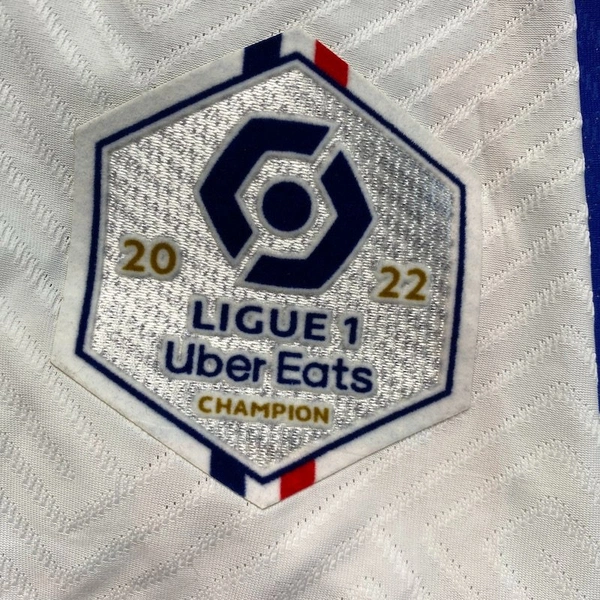 20 22
LIGUE 1
Uber Eats
CHAMPION